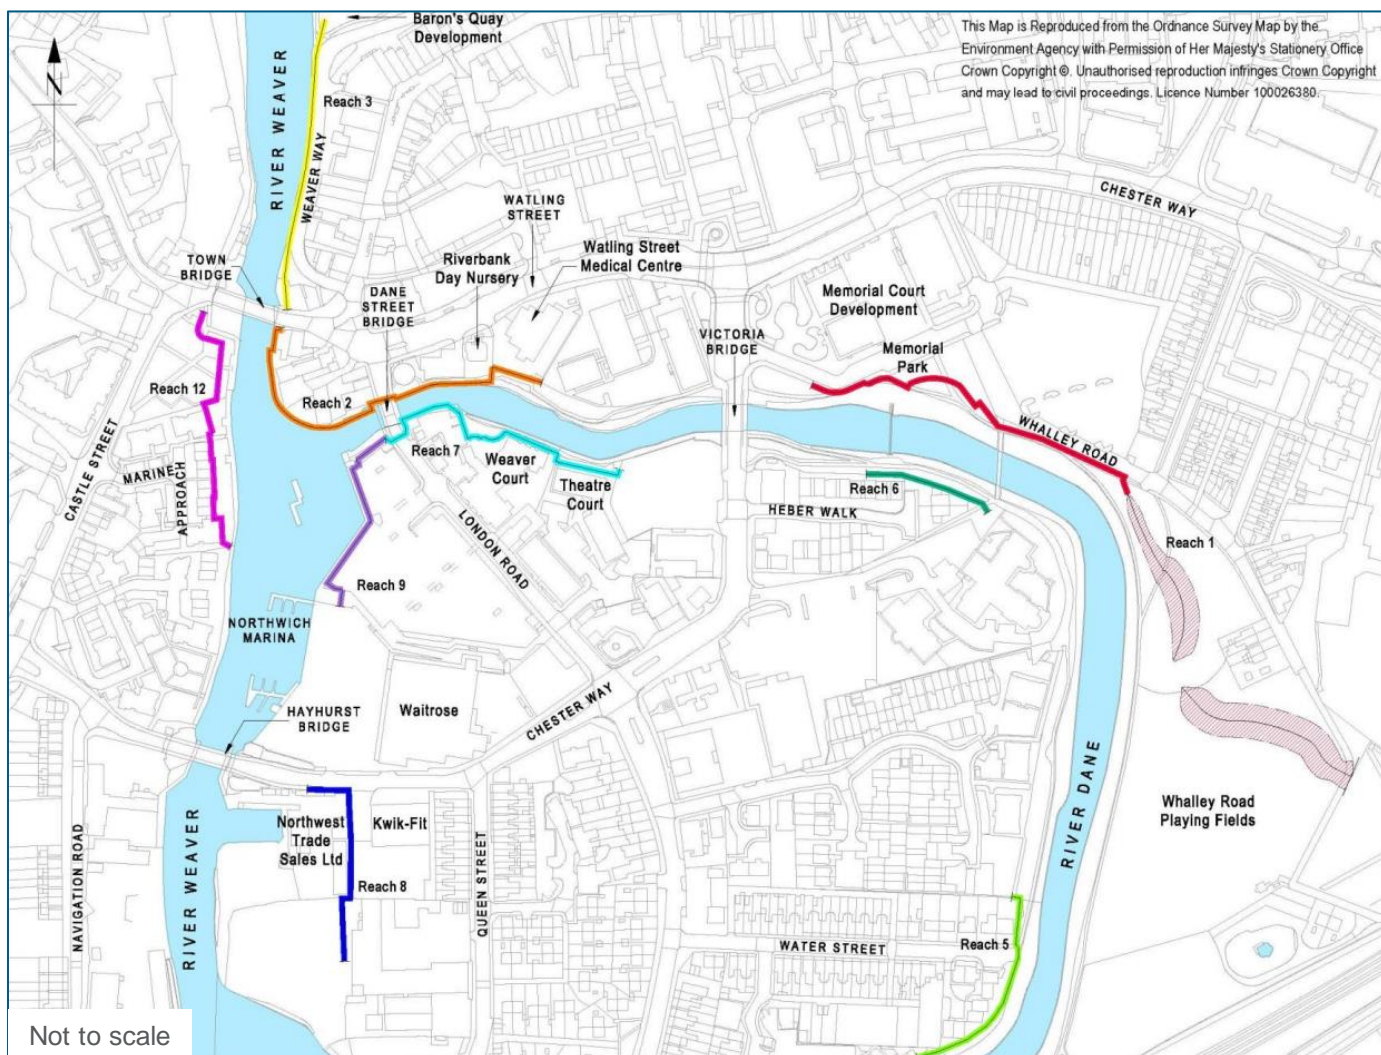 Baron's Quay
Development
This Map is Reproduced from the Ordnance Survey Map by the
Environment Agency with Permission of Her Majesty's Stationery Office
Crown Copyright ©. Unauthorised reproduction infringes Crown Copyright
and may lead to civil proceedings. Licence Number 100026380.
N
RIVER WEAVER
Reach 3
WEAVER WAY
WATLING
STREET
CHESTER WAY
TOWN
BRIDGE
Riverbank
Day Nursery
Watling Street
Medical Centre
DANE
STREET
BRIDGE
Memorial Court
Development
VICTORIA
BRIDGE
Memorial
Park
Reach 12
Reach 2
WHALLEY ROAD
CASTLE STREET
MARINE
APPROACH
Reach 7
Weaver
Court
Theatre
Court
Reach 6
HEBER WALK
LONDON ROAD
Reach 1
Reach 9
NORTHWICH
MARINA
HAYHURST
BRIDGE
Waitrose
CHESTER WAY
RIVER DANE
Whalley Road
Playing Fields
NAVIGATION ROAD
RIVER WEAVER
Northwest
Trade
Sales Ltd
Kwik-Fit
QUEEN STREET
Reach 8
WATER STREET
Reach 5
Not to scale